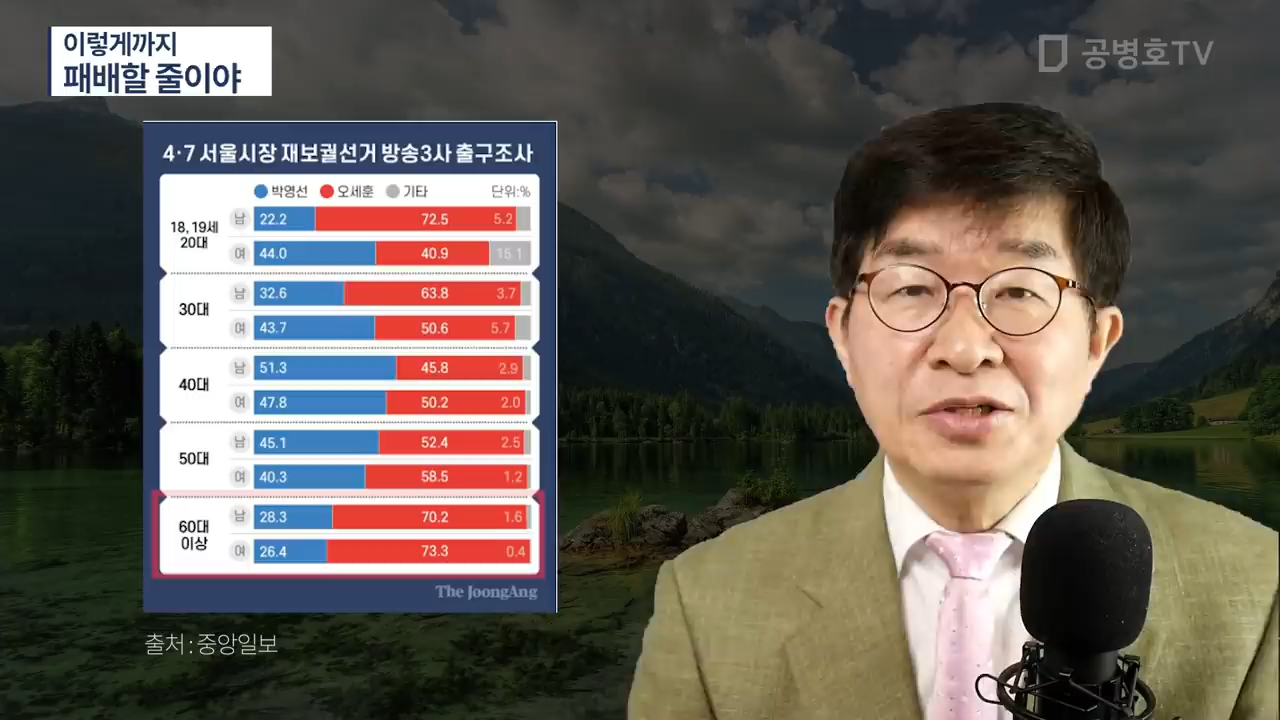 이렇게까지
패배할 줄이야
공병호TV
4·7 서울시장 재보궐선거 방송3사 출구조사
박영선 오세훈 기타 단위:%
18, 19세
20대
남 22.2 72.5 5.2
여 44.0 40.9 15.1
30대
남 32.6 63.8 3.7
여 43.7 50.6 5.7
40대
남 51.3 45.8 2.9
여 47.8 50.2 2.0
50대
남 45.1 52.4 2.5
여 40.3 58.5 1.2
60대
이상
남 28.3 70.2 1.6
여 26.4 73.3 0.4
The JoongAng
출처 : 중앙일보